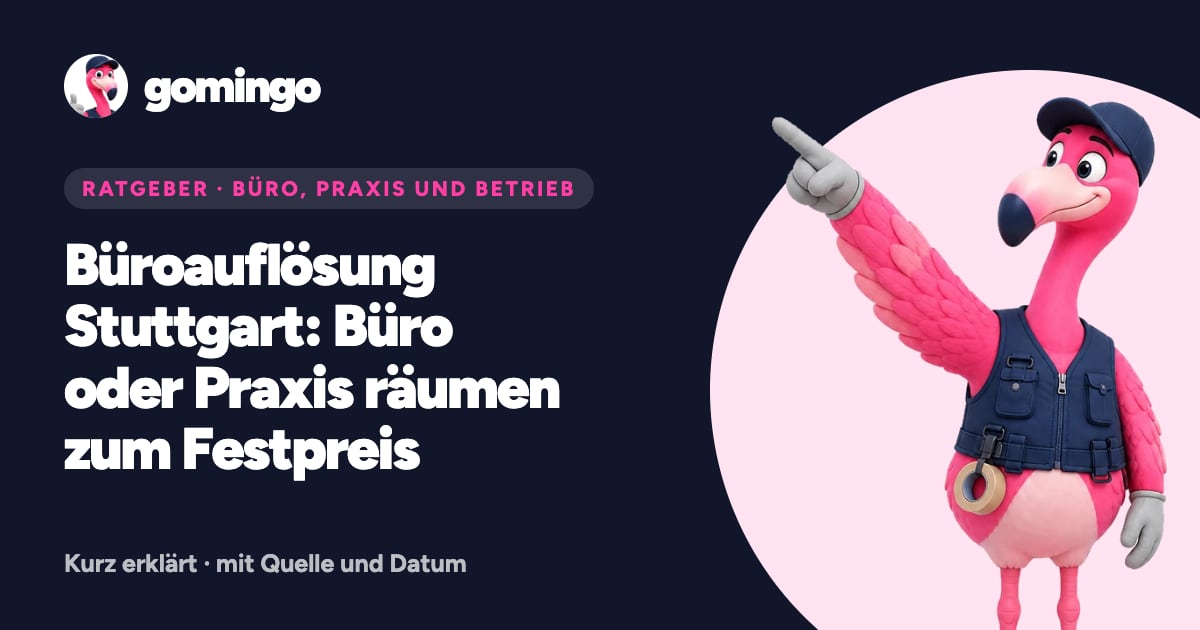 gomingo
RATGEBER · BÜRO, PRAXIS UND BETRIEB
Büroauflösung
Stuttgart: Büro
oder Praxis räumen
zum Festpreis
Kurz erklärt · mit Quelle und Datum